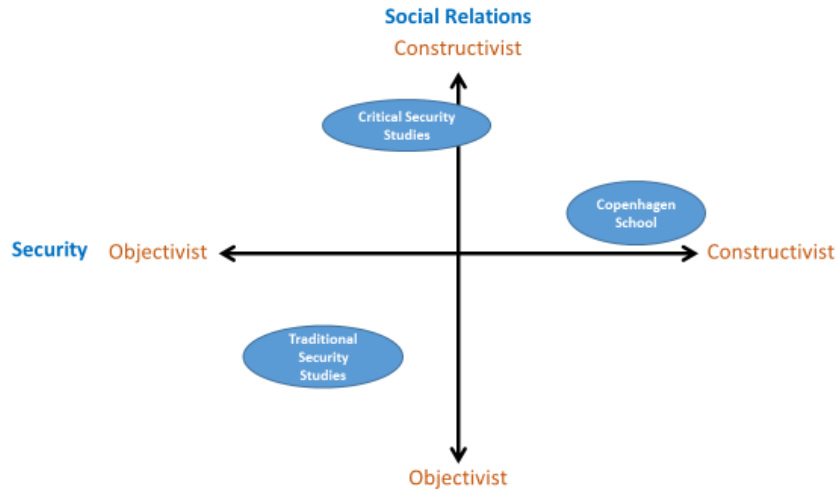 Social Relations
Constructivist
Critical Security
Studies
Copenhagen
School
Security
Objectivist
Constructivist
Traditional
Security
Studies
Objectivist